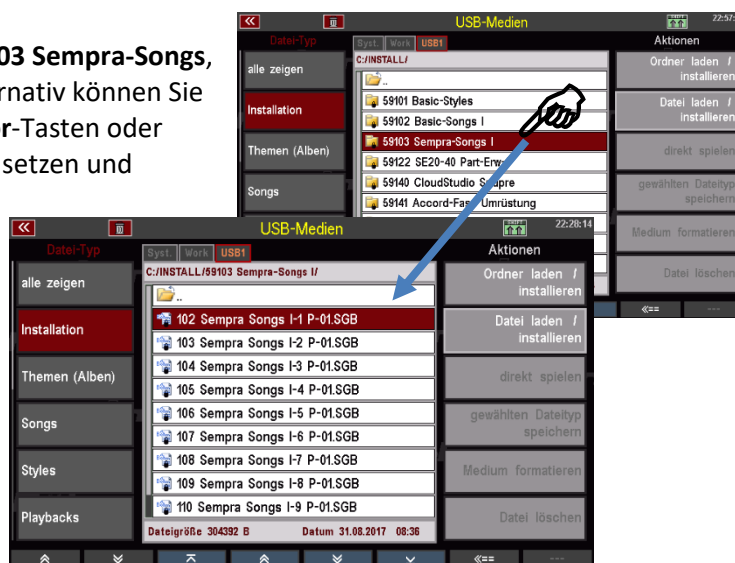 03 Sempra-Songs,
ernativ können Sie
r-Tasten oder
setzen und
USB-Medien
22:57:
Datei-Typ
Syst. Work USB1
Aktionen
alle zeigen
C:/INSTALL/
Ordner laden /
installieren
..
Installation
59101 Basic-Styles
Datei laden /
installieren
59102 Basic-Songs I
Themen (Alben)
59103 Sempra-Songs I
direkt spielen
59122 SE20-40 Part-Erw
Songs
59140 CloudStudio
gewählten Dateityp
speichern
59141 Accord-Fas Umrüstung
Medium formatieren
Datei löschen
«== ---
USB-Medien
22:28:14
Datei-Typ
Syst. Work USB1
Aktionen
alle zeigen
C:/INSTALL/59103 Sempra-Songs I/
Ordner laden /
installieren
..
Installation
102 Sempra Songs I-1 P-01.SGB
Datei laden /
installieren
103 Sempra Songs I-2 P-01.SGB
Themen (Alben)
104 Sempra Songs I-3 P-01.SGB
direkt spielen
105 Sempra Songs I-4 P-01.SGB
Songs
106 Sempra Songs I-5 P-01.SGB
gewählten Dateityp
speichern
107 Sempra Songs I-6 P-01.SGB
Styles
108 Sempra Songs I-7 P-01.SGB
Medium formatieren
109 Sempra Songs I-8 P-01.SGB
Playbacks
110 Sempra Songs I-9 P-01.SGB
Datei löschen
Dateigröße 304392 B Datum 31.08.2017 08:36
«== ---